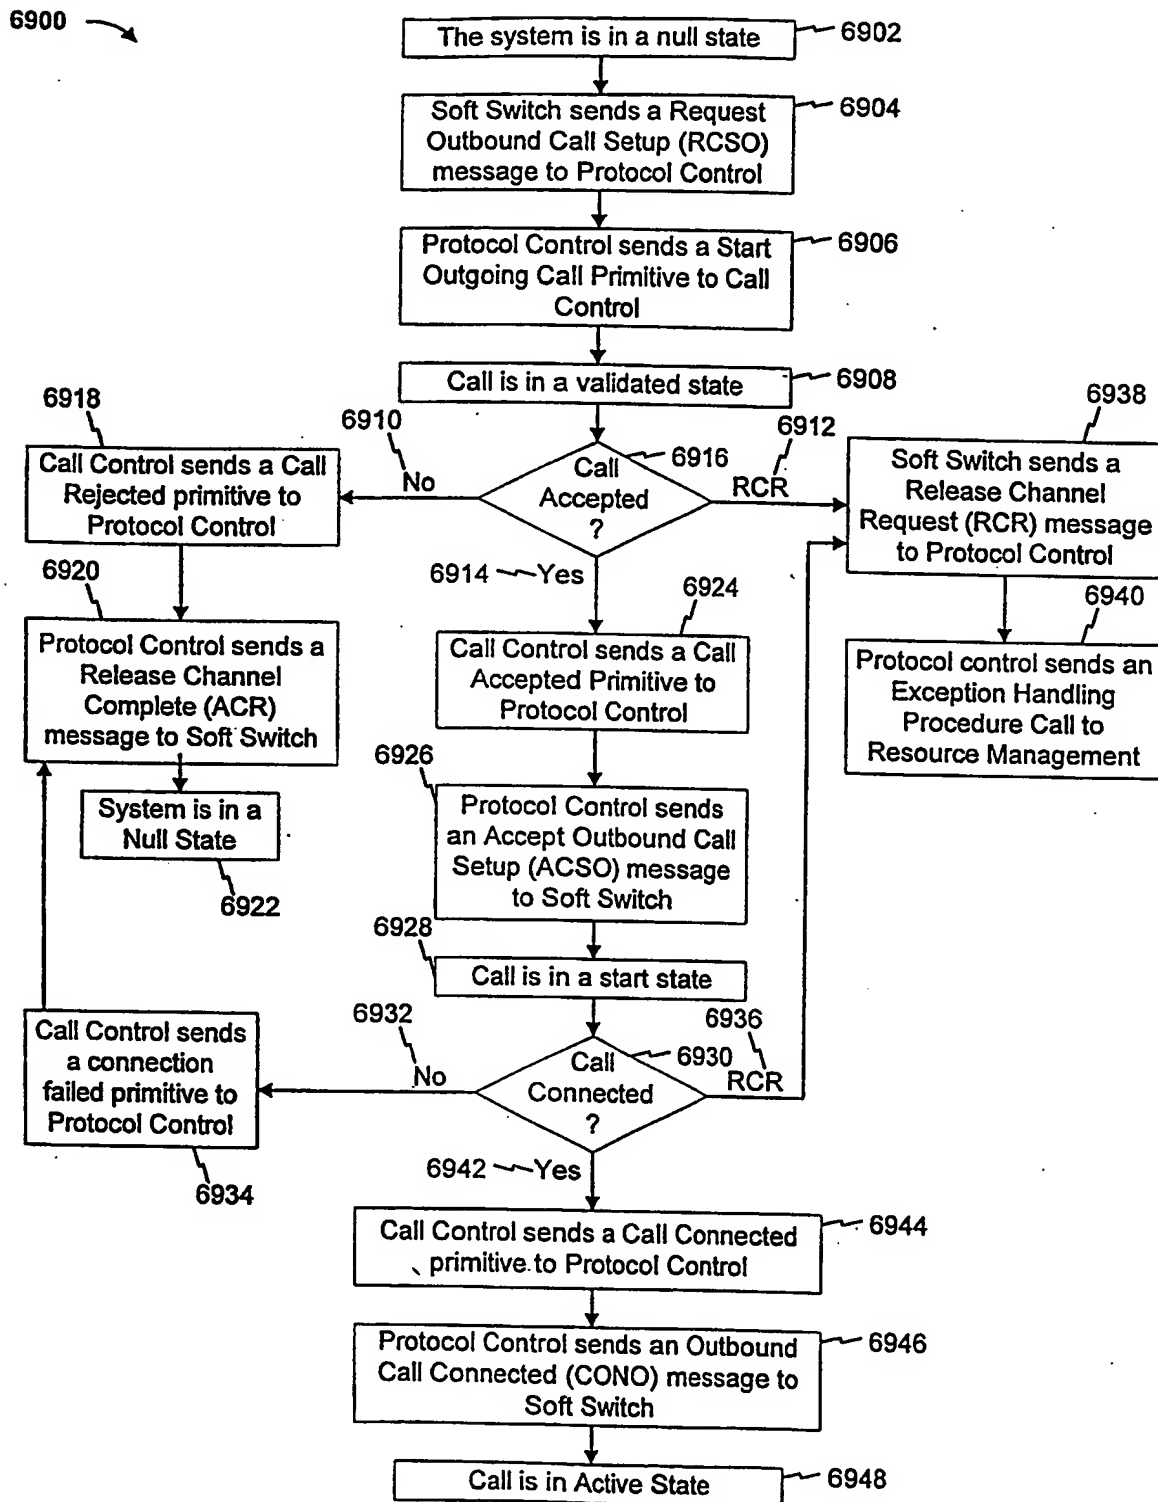 6900
The system is in a null state
6902
Soft Switch sends a Request
Outbound Call Setup (RCSO)
message to Protocol Control
6904
Protocol Control sends a Start
Outgoing Call Primitive to Call
Control
6906
Call is in a validated state
6908
6910
No
6916
Call
Accepted
?
6912
RCR
6914
Yes
6918
Call Control sends a Call
Rejected primitive to
Protocol Control
6938
Soft Switch sends a
Release Channel
Request (RCR) message
to Protocol Control
6920
Protocol Control sends a
Release Channel
Complete (ACR)
message to Soft Switch
6924
Call Control sends a Call
Accepted Primitive to
Protocol Control
6940
Protocol control sends an
Exception Handling
Procedure Call to
Resource Management
System is in a
Null State
6922
6926
Protocol Control sends
an Accept Outbound Call
Setup (ACSO) message
to Soft Switch
6928
Call is in a start state
6932
No
6930
Call
Connected
?
6936
RCR
Call Control sends
a connection
failed primitive to
Protocol Control
6934
6942
Yes
Call Control sends a Call Connected
primitive to Protocol Control
6944
Protocol Control sends an Outbound
Call Connected (CONO) message to
Soft Switch
6946
Call is in Active State
6948